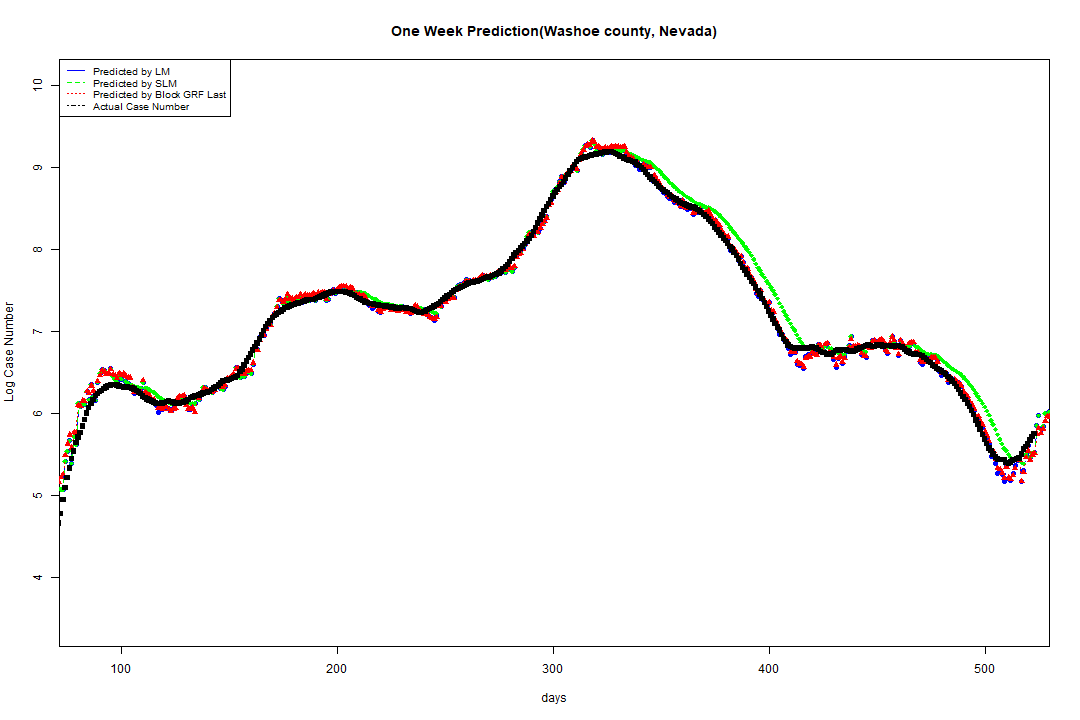 One Week Prediction(Washoe county, Nevada)
Predicted by LM
Predicted by SLM
Predicted by Block GRF Last
Actual Case Number
10
9
8
7
6
5
4
Log Case Number
100 200 300 400 500
days